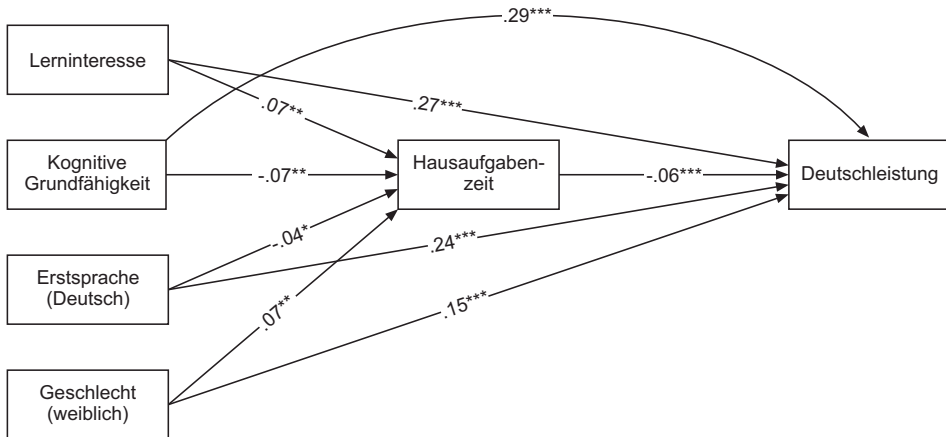 .29***
Lerninteresse
.07**
.27***
Kognitive
Grundfähigkeit
-.07**
Hausaufgaben-
zeit
-.06***
Deutschleistung
Erstsprache
(Deutsch)
-.04*
.24***
.07**
.15***
Geschlecht
(weiblich)